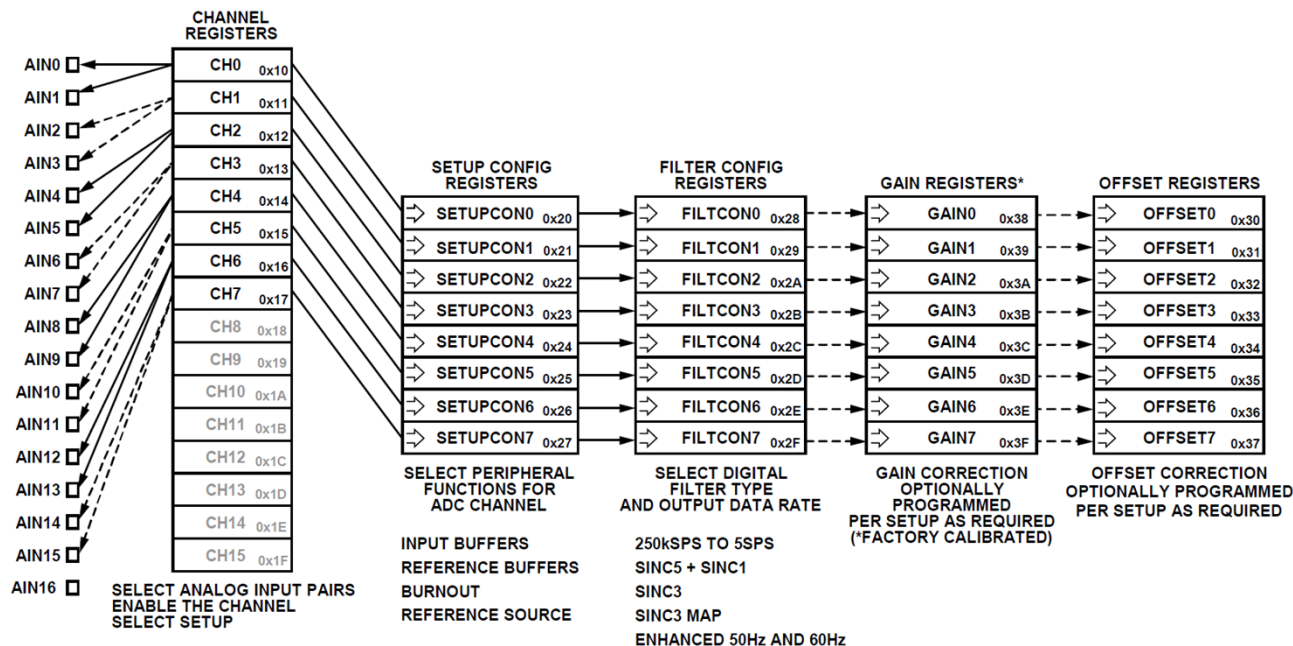 CHANNEL
REGISTERS
AIN0
AIN1
AIN2
AIN3
AIN4
AIN5
AIN6
AIN7
AIN8
AIN9
AIN10
AIN11
AIN12
AIN13
AIN14
AIN15
AIN16
CH0 0x10
CH1 0x11
CH2 0x12
CH3 0x13
CH4 0x14
CH5 0x15
CH6 0x16
CH7 0x17
CH8 0x18
CH9 0x19
CH10 0x1A
CH11 0x1B
CH12 0x1C
CH13 0x1D
CH14 0x1E
CH15 0x1F
SELECT ANALOG INPUT PAIRS
ENABLE THE CHANNEL
SELECT SETUP
SETUP CONFIG
REGISTERS
SETUPCON0 0x20
SETUPCON1 0x21
SETUPCON2 0x22
SETUPCON3 0x23
SETUPCON4 0x24
SETUPCON5 0x25
SETUPCON6 0x26
SETUPCON7 0x27
SELECT PERIPHERAL
FUNCTIONS FOR
ADC CHANNEL
INPUT BUFFERS
REFERENCE BUFFERS
BURNOUT
REFERENCE SOURCE
FILTER CONFIG
REGISTERS
FILTCON0 0x28
FILTCON1 0x29
FILTCON2 0x2A
FILTCON3 0x2B
FILTCON4 0x2C
FILTCON5 0x2D
FILTCON6 0x2E
FILTCON7 0x2F
SELECT DIGITAL
FILTER TYPE
AND OUTPUT DATA RATE
250kSPS TO 5SPS
SINC5 + SINC1
SINC3
SINC3 MAP
ENHANCED 50Hz AND 60Hz
GAIN REGISTERS*
GAIN0 0x38
GAIN1 0x39
GAIN2 0x3A
GAIN3 0x3B
GAIN4 0x3C
GAIN5 0x3D
GAIN6 0x3E
GAIN7 0x3F
GAIN CORRECTION
OPTIONALLY
PROGRAMMED
PER SETUP AS REQUIRED
(*FACTORY CALIBRATED)
OFFSET REGISTERS
OFFSET0 0x30
OFFSET1 0x31
OFFSET2 0x32
OFFSET3 0x33
OFFSET4 0x34
OFFSET5 0x35
OFFSET6 0x36
OFFSET7 0x37
OFFSET CORRECTION
OPTIONALLY PROGRAMMED
PER SETUP AS REQUIRED